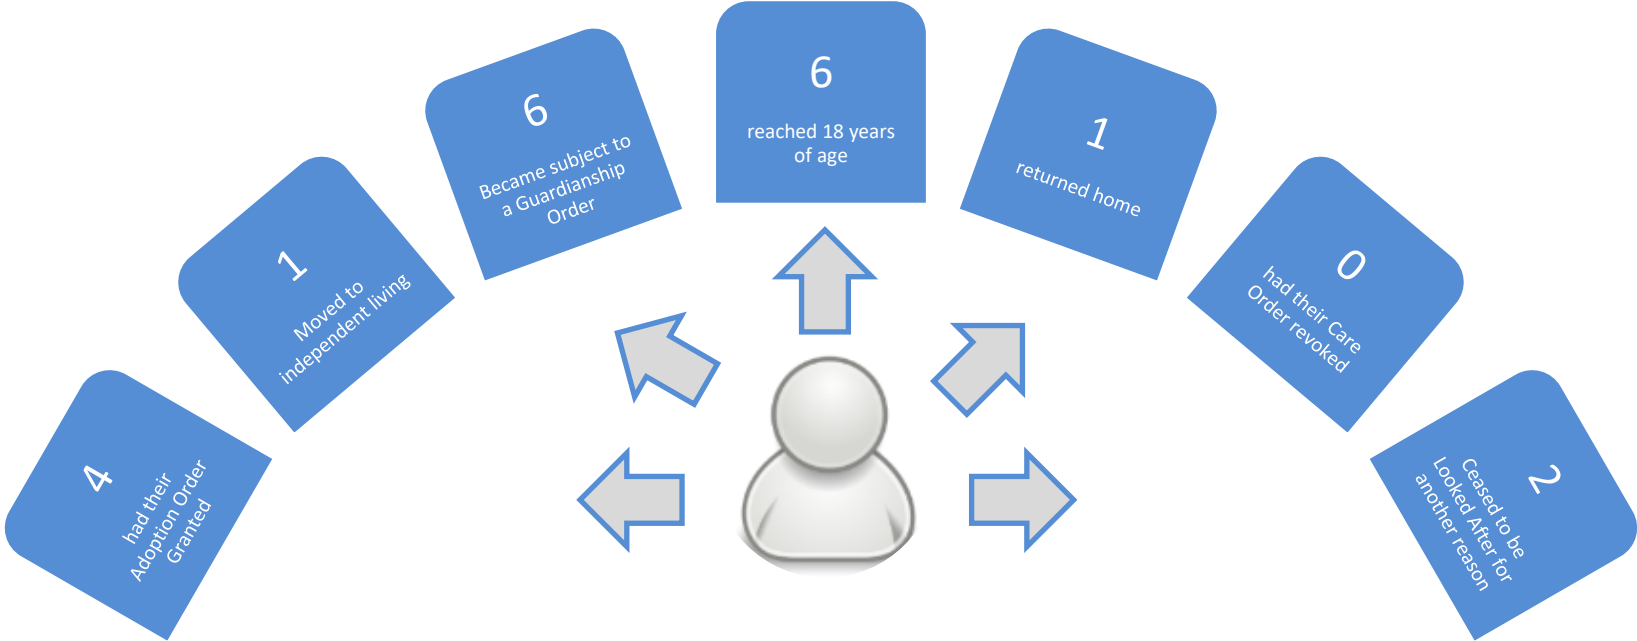 4
had their
Adoption Order
Granted
1
Moved to
independent living
6
Became subject to
a Guardianship
Order
6
reached 18 years
of age
1
returned home
0
had their Care
Order revoked
2
Ceased to be
Looked After for
another reason